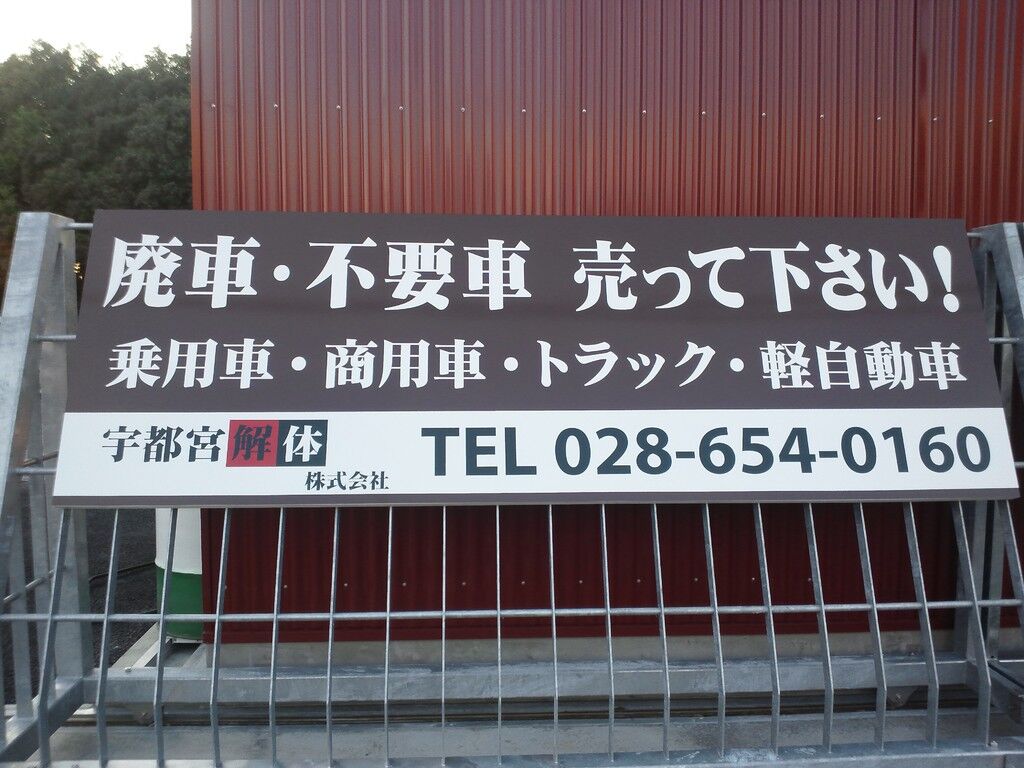 廃車・不要車 売って下さい!
乗用車・商用車・トラック・軽自動車
宇都宮解体 TEL 028-654-0160
株式会社